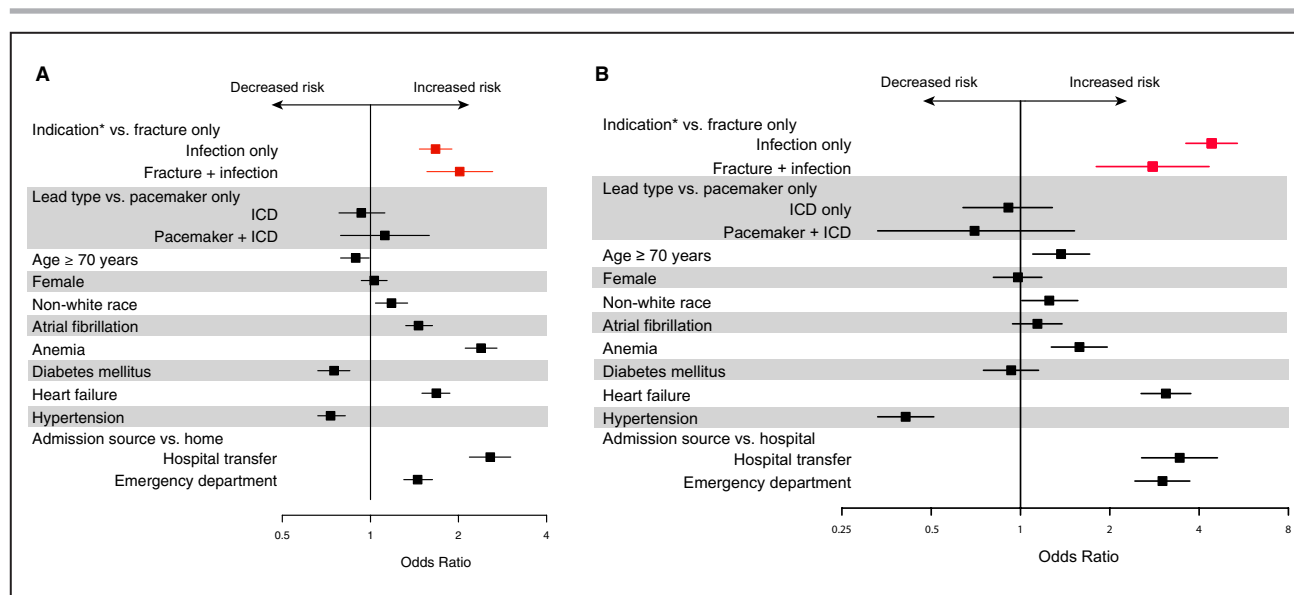 A
Decreased risk Increased risk
Indication* vs. fracture only
Infection only
Fracture + infection
Lead type vs. pacemaker only
ICD
Pacemaker + ICD
Age ≥ 70 years
Female
Non-white race
Atrial fibrillation
Anemia
Diabetes mellitus
Heart failure
Hypertension
Admission source vs. home
Hospital transfer
Emergency department
0.5 1 2 4
Odds Ratio
B
Decreased risk Increased risk
Indication* vs. fracture only
Infection only
Fracture + infection
Lead type vs. pacemaker only
ICD only
Pacemaker + ICD
Age ≥ 70 years
Female
Non-white race
Atrial fibrillation
Anemia
Diabetes mellitus
Heart failure
Hypertension
Admission source vs. hospital
Hospital transfer
Emergency department
0.25 0.5 1 2 4 8
Odds Ratio